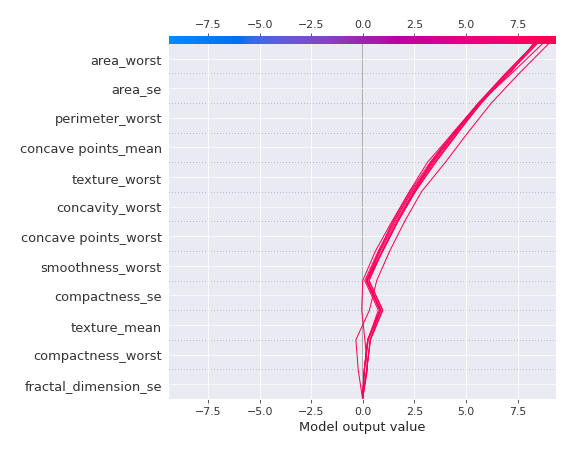 −7.5 −5.0 −2.5 0.0 2.5 5.0 7.5
area_worst
area_se
perimeter_worst
concave points_mean
texture_worst
concavity_worst
concave points_worst
smoothness_worst
compactness_se
texture_mean
compactness_worst
fractal_dimension_se
−7.5 −5.0 −2.5 0.0 2.5 5.0 7.5
Model output value